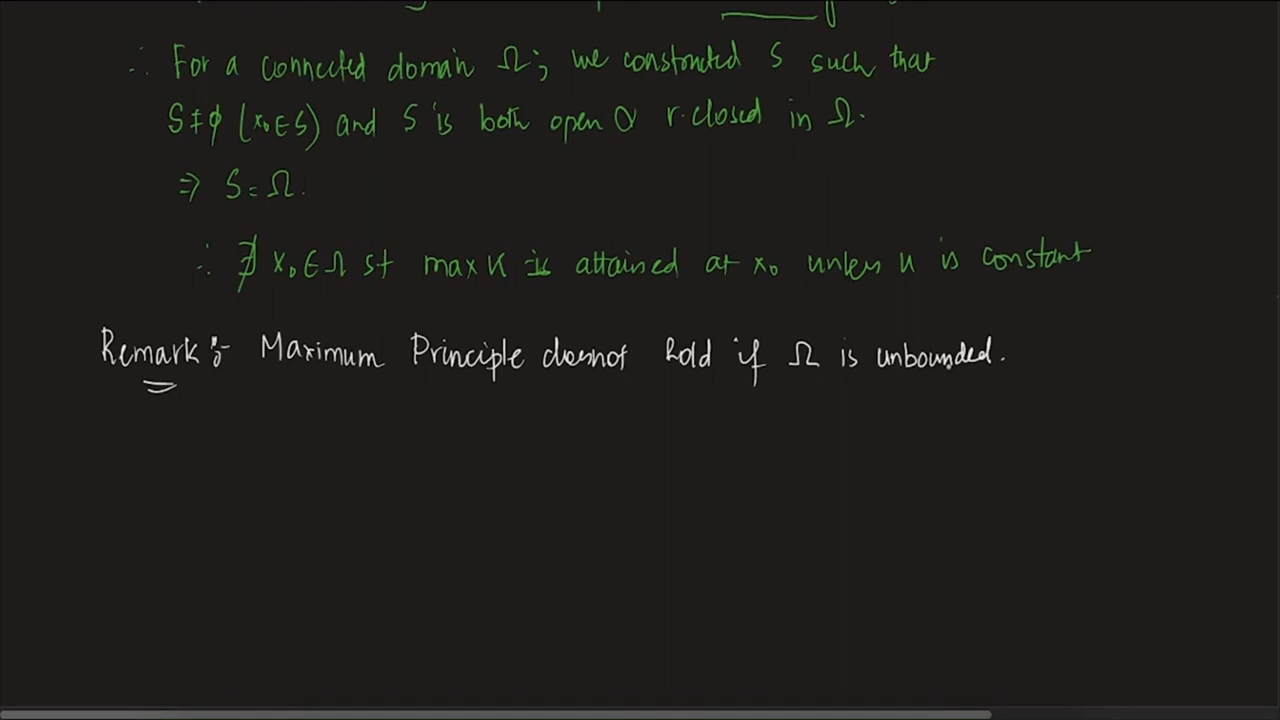 ∴ For a connected domain Ω; we constructed S such that
S ≠ ϕ (x₀ ∈ S) and S is both open & r.closed in Ω.
⇒ S = Ω.
∴ ∄ x₀ ∈ Ω st max u is attained at x₀ unless u is constant
Remark :- Maximum Principle doesnot hold if Ω is unbounded.